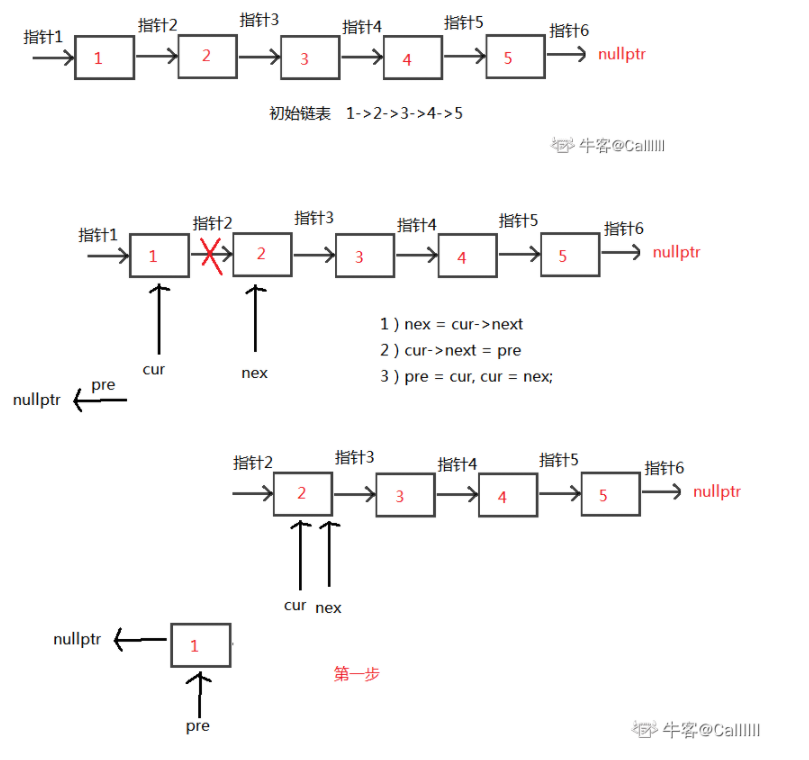 指针1 指针2 指针3 指针4 指针5 指针6
1 2 3 4 5 nullptr
初始链表 1->2->3->4->5
牛客@Callllll
指针1 指针2 指针3 指针4 指针5 指针6
1 2 3 4 5 nullptr
1）nex = cur->next
2）cur->next = pre
3）pre = cur, cur = nex;
cur nex
nullptr pre
指针2 指针3 指针4 指针5 指针6
2 3 4 5 nullptr
cur nex
nullptr 1
第一步
pre
牛客@Callllll